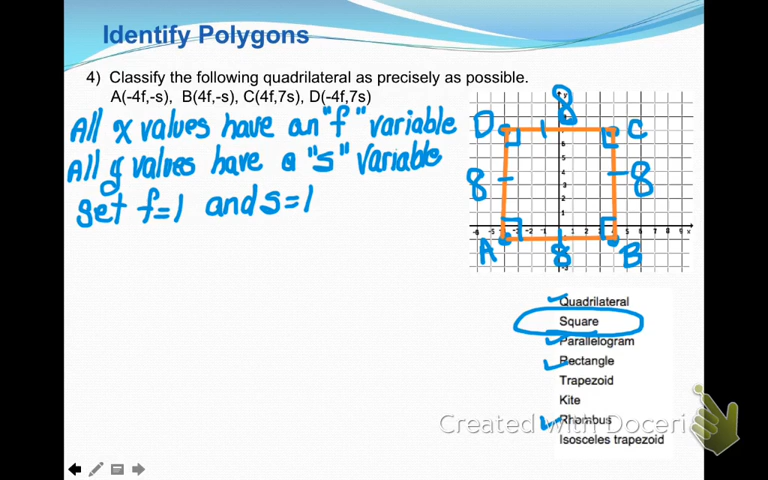 Identify Polygons
4) Classify the following quadrilateral as precisely as possible.
A(-4f,-s), B(4f,-s), C(4f,7s), D(-4f,7s)
All x values have an "f" variable
All y values have a "s" variable
set f=1 and s=1
8
D
C
8
8
A
8
B
Quadrilateral
Square
Parallelogram
Rectangle
Trapezoid
Kite
Rhombus
Created with Doceri
Isosceles trapezoid